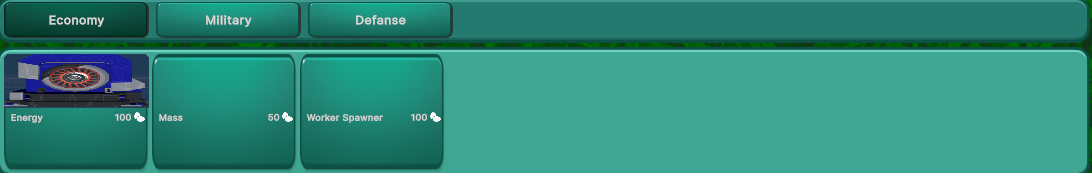 Economy Military Defanse
Energy 100 Mass 50 Worker Spawner 100